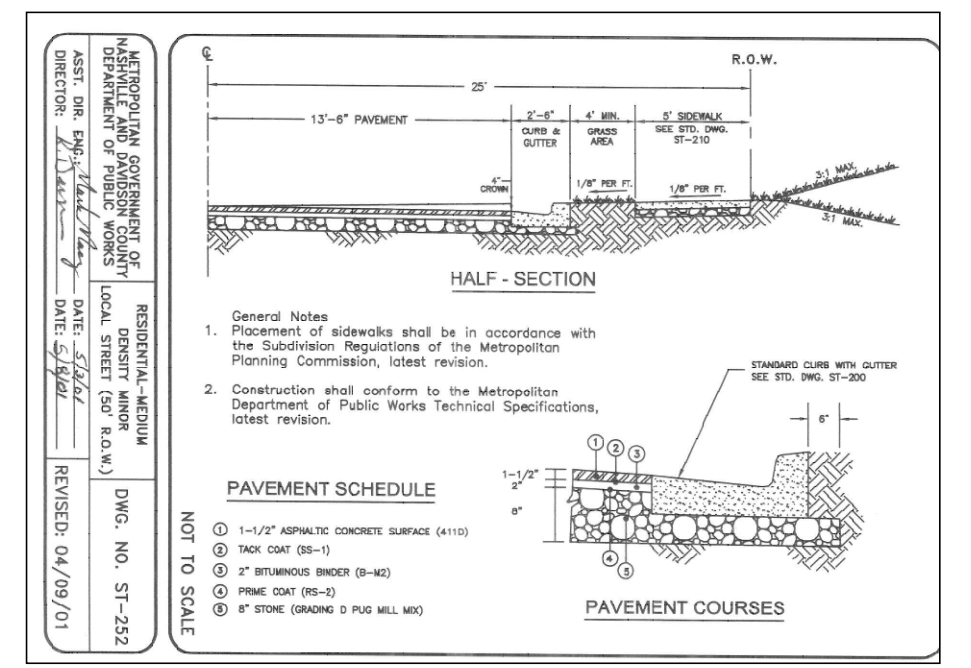 METROPOLITAN GOVERNMENT OF
NASHVILLE AND DAVIDSON COUNTY
DEPARTMENT OF PUBLIC WORKS
ASST. DIR. ENG.: DATE: 5/3/01
DIRECTOR: DATE: 5/8/01
RESIDENTIAL-MEDIUM
DENSITY MINOR
LOCAL STREET (50' R.O.W.)
DWG. NO. ST-252
REVISED: 04/09/01
℄
R.O.W.
25'
13'-6" PAVEMENT
2'-6"
CURB &
GUTTER
4' MIN.
GRASS
AREA
5' SIDEWALK
SEE STD. DWG.
ST-210
4"
CROWN
1/8" PER FT.
1/8" PER FT.
3:1 MAX.
3:1 MAX.
HALF - SECTION
General Notes
1. Placement of sidewalks shall be in accordance with
the Subdivision Regulations of the Metropolitan
Planning Commission, latest revision.
2. Construction shall conform to the Metropolitan
Department of Public Works Technical Specifications,
latest revision.
STANDARD CURB WITH GUTTER
SEE STD. DWG. ST-200
6"
1 2 3
1-1/2"
2"
8"
4
5
PAVEMENT COURSES
PAVEMENT SCHEDULE
1 1-1/2" ASPHALTIC CONCRETE SURFACE (411D)
2 TACK COAT (SS-1)
3 2" BITUMINOUS BINDER (B-M2)
4 PRIME COAT (RS-2)
5 8" STONE (GRADING D PUG MILL MIX)
NOT TO SCALE